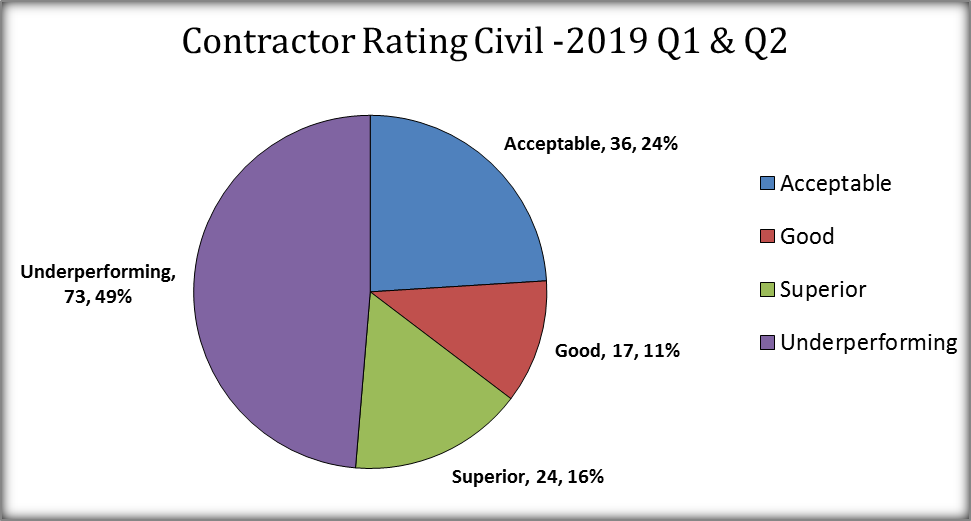 Contractor Rating Civil -2019 Q1 & Q2
Acceptable, 36, 24%
Good, 17, 11%
Superior, 24, 16%
Underperforming,
73, 49%
Acceptable
Good
Superior
Underperforming